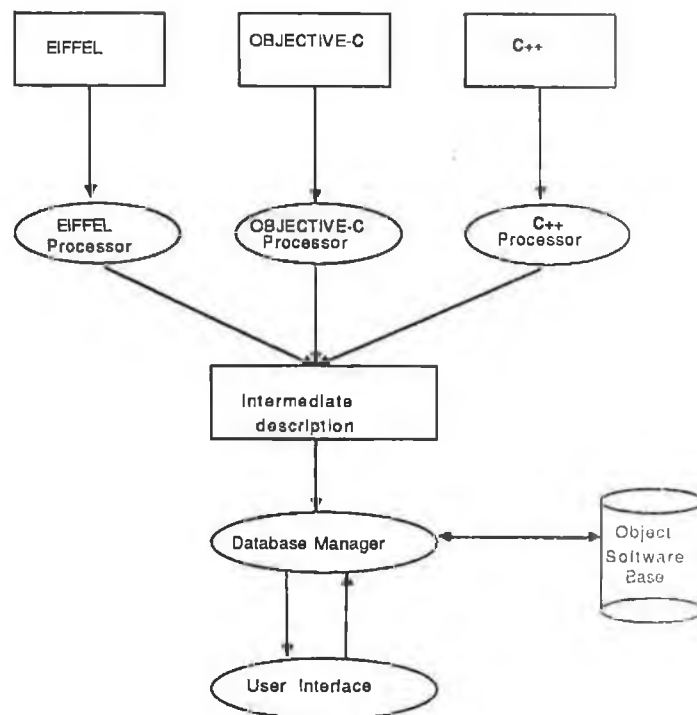 EIFFEL
OBJECTIVE-C
C++
EIFFEL
Processor
OBJECTIVE-C
Processor
C++
Processor
Intermediate
description
Database Manager
Object
Software
Base
User Interface